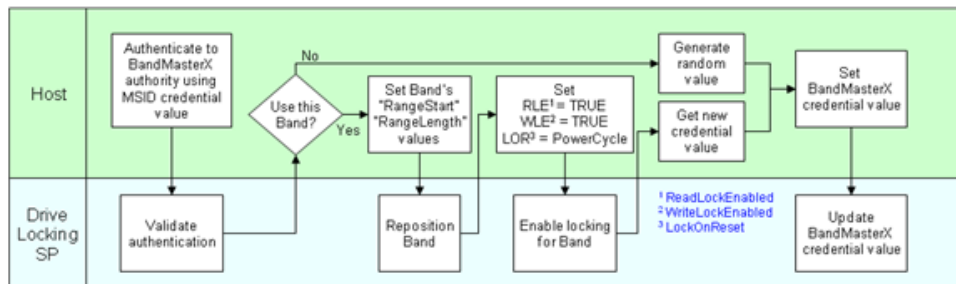 Host
Authenticate to
BandMasterX
authority using
MSID credential
value
Use this
Band?
No
Yes
Set Band's
"RangeStart"
"RangeLength"
values
Set
RLE¹ = TRUE
WLE² = TRUE
LOR³ = PowerCycle
Generate
random
value
Get new
credential
value
Set
BandMasterX
credential value
Drive
Locking
SP
Validate
authentication
Reposition
Band
Enable locking
for Band
¹ ReadLockEnabled
² WriteLockEnabled
³ LockOnReset
Update
BandMasterX
credential value